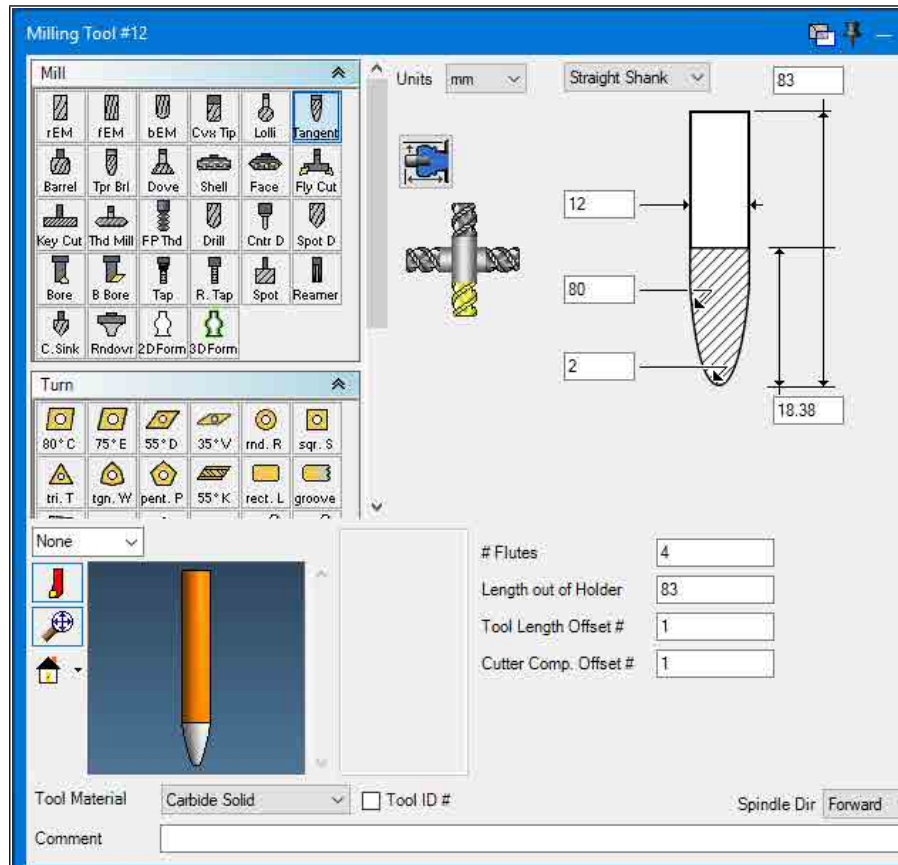 Milling Tool #12
Mill
rEM fEM bEM Cvx Tip Lolli Tangent
Barrel Tpr Brl Dove Shell Face Fly Cut
Key Cut Thd Mill FP Thd Drill Cntr D Spot D
Bore B Bore Tap R. Tap Spot Reamer
C.Sink Rndovr 2DForm 3DForm
Turn
80° C 75° E 55° D 35° V rnd. R sqr. S
tri. T tgn. W pent. P 55° K rect. L groove
Units mm Straight Shank 83
12
80
2
18.38
None
# Flutes 4
Length out of Holder 83
Tool Length Offset # 1
Cutter Comp. Offset # 1
Tool Material Carbide Solid Tool ID # Spindle Dir Forward
Comment